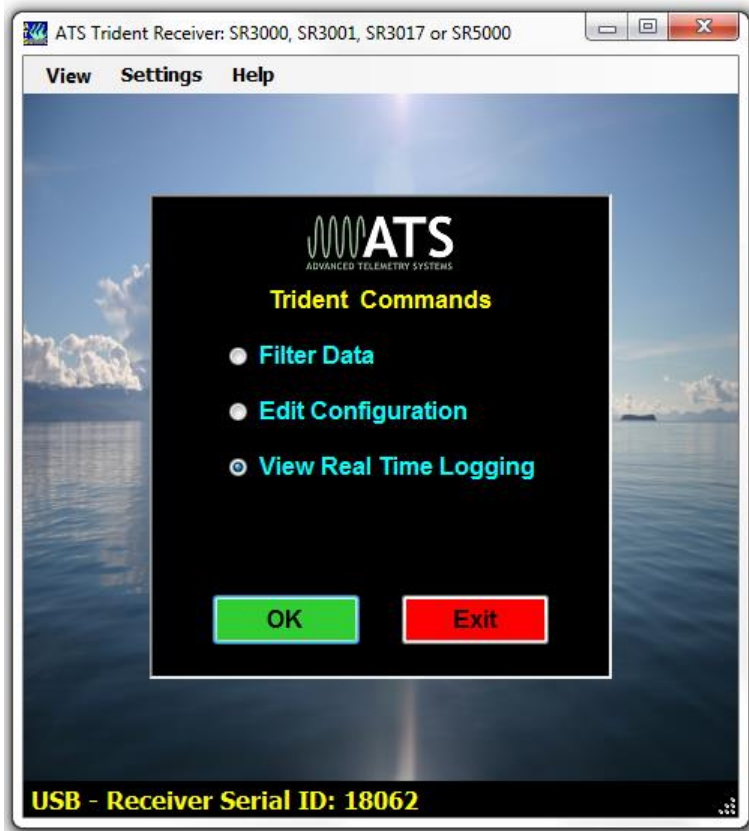 ATS Trident Receiver: SR3000, SR3001, SR3017 or SR5000
View Settings Help
ATS
ADVANCED TELEMETRY SYSTEMS
Trident Commands
Filter Data
Edit Configuration
View Real Time Logging
OK Exit
USB - Receiver Serial ID: 18062